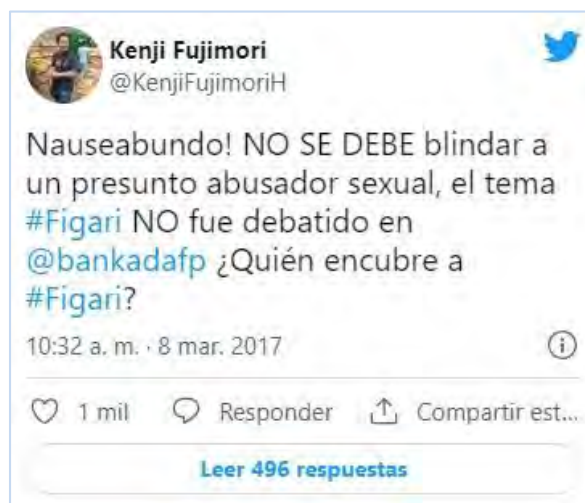 Kenji Fujimori
@KenjiFujimoriH
Nauseabundo! NO SE DEBE blindar a
un presunto abusador sexual, el tema
#Figari NO fue debatido en
@bankadafp ¿Quién encubre a
#Figari?
10:32 a. m. · 8 mar. 2017
1 mil Responder Compartir est...
Leer 496 respuestas